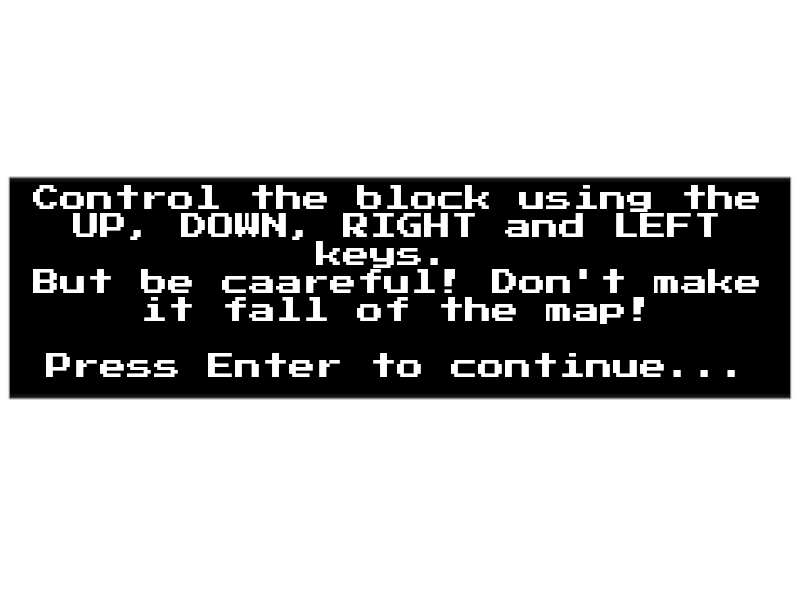 Control the block using the
UP, DOWN, RIGHT and LEFT
keys.
But be caareful! Don't make
it fall of the map!
Press Enter to continue...